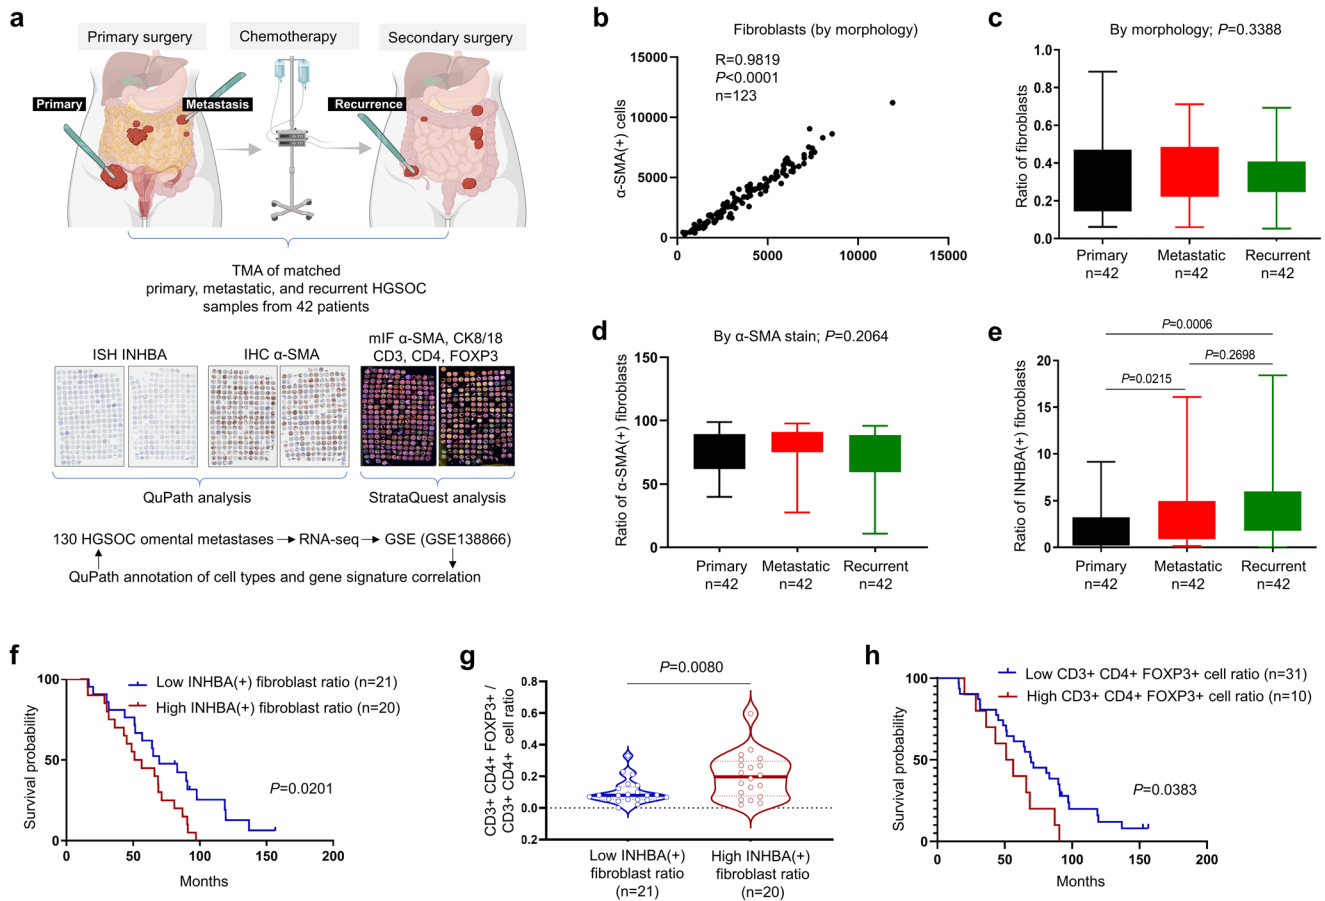 a
Primary surgery
Chemotherapy
Secondary surgery
Primary
Metastasis
Recurrence
TMA of matched
primary, metastatic, and recurrent HGSOC
samples from 42 patients
ISH INHBA
IHC α-SMA
mIF α-SMA, CK8/18
CD3, CD4, FOXP3
QuPath analysis
StrataQuest analysis
130 HGSOC omental metastases
RNA-seq
GSE (GSE138866)
QuPath annotation of cell types and gene signature correlation
b
Fibroblasts (by morphology)
R=0.9819
P<0.0001
n=123
α-SMA(+) cells
15000
10000
5000
0
0 5000 10000 15000
c
By morphology; P=0.3388
Ratio of fibroblasts
1.0
0.8
0.6
0.4
0.2
0.0
Primary Metastatic Recurrent
n=42 n=42 n=42
d
By α-SMA stain; P=0.2064
Ratio of α-SMA(+) fibroblasts
150
100
50
0
Primary Metastatic Recurrent
n=42 n=42 n=42
e
P=0.0006
P=0.2698
P=0.0215
Ratio of INHBA(+) fibroblasts
20
15
10
5
0
Primary Metastatic Recurrent
n=42 n=42 n=42
f
Low INHBA(+) fibroblast ratio (n=21)
High INHBA(+) fibroblast ratio (n=20)
P=0.0201
Survival probability
100
50
0
0 50 100 150 200
Months
g
P=0.0080
CD3+ CD4+ FOXP3+ /
CD3+ CD4+ cell ratio
0.8
0.6
0.4
0.2
0.0
0.2
Low INHBA(+)
fibroblast ratio
(n=21)
High INHBA(+)
fibroblast ratio
(n=20)
h
Low CD3+ CD4+ FOXP3+ cell ratio (n=31)
High CD3+ CD4+ FOXP3+ cell ratio (n=10)
P=0.0383
Survival probability
100
50
0
0 50 100 150 200
Months